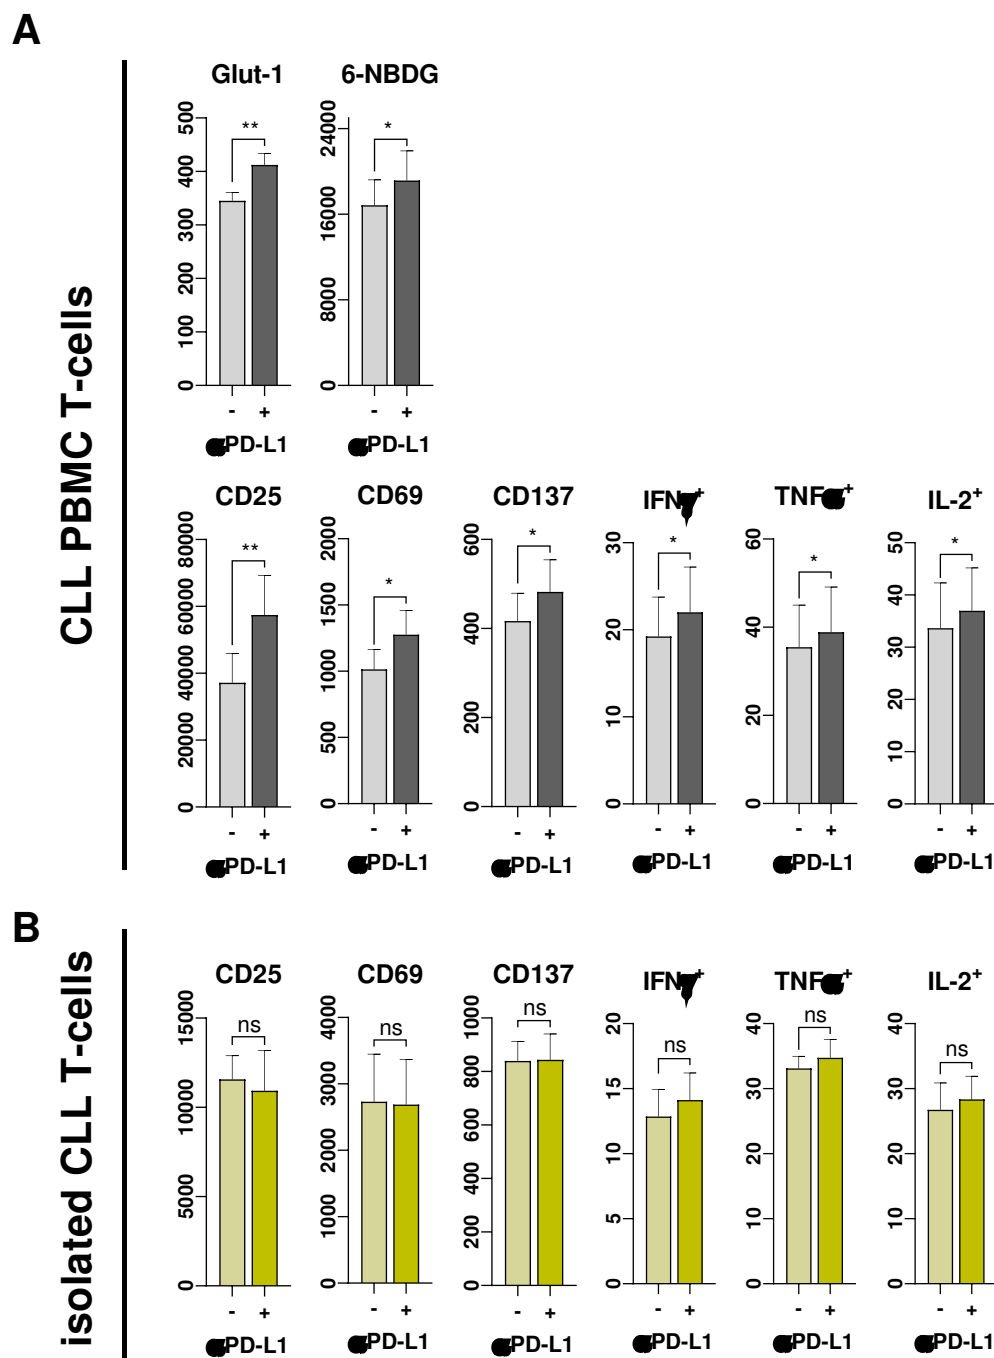 A
CLL PBMC T-cells
Glut-1 6-NBDG
500 400 300 200 100 0
**
- +
PD-L1
24000 16000 8000 0
*
- +
PD-L1
CD25 CD69 CD137 IFN + TNF + IL-2+
80000 60000 40000 20000 0
**
- +
PD-L1
2000 1500 1000 500 0
*
- +
PD-L1
600 400 200 0
*
- +
PD-L1
30 20 10 0
*
- +
PD-L1
60 40 20 0
*
- +
PD-L1
50 40 30 20 10 0
*
- +
PD-L1
B
isolated CLL T-cells
CD25 CD69 CD137 IFN + TNF + IL-2+
15000 10000 5000 0
ns
- +
PD-L1
4000 3000 2000 1000 0
ns
- +
PD-L1
1000 800 600 400 200 0
ns
- +
PD-L1
20 15 10 5 0
ns
- +
PD-L1
40 30 20 10 0
ns
- +
PD-L1
40 30 20 10 0
ns
- +
PD-L1